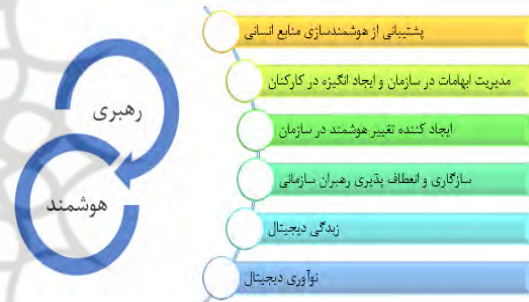 رهبری
هوشمند
پشتیبانی از هوشمندسازی منابع انسانی
مدیریت ابهامات در سازمان و ایجاد انگیزه در کارکنان
ایجاد کننده تغییر هوشمند در سازمان
سازگاری و انعطاف پذیری رهبران سازمانی
زبدگی دیجیتال
نوآوری دیجیتال